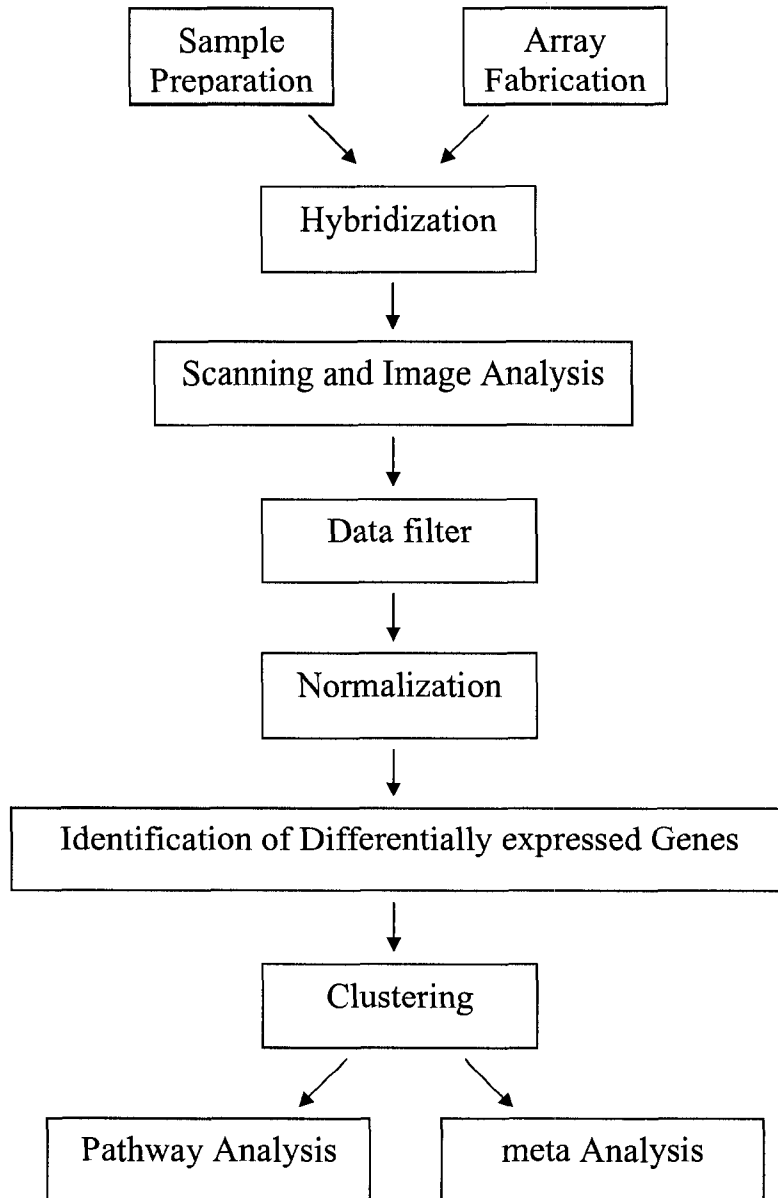 Sample
Preparation
Array
Fabrication
Hybridization
Scanning and Image Analysis
Data filter
Normalization
Identification of Differentially expressed Genes
Clustering
Pathway Analysis
meta Analysis